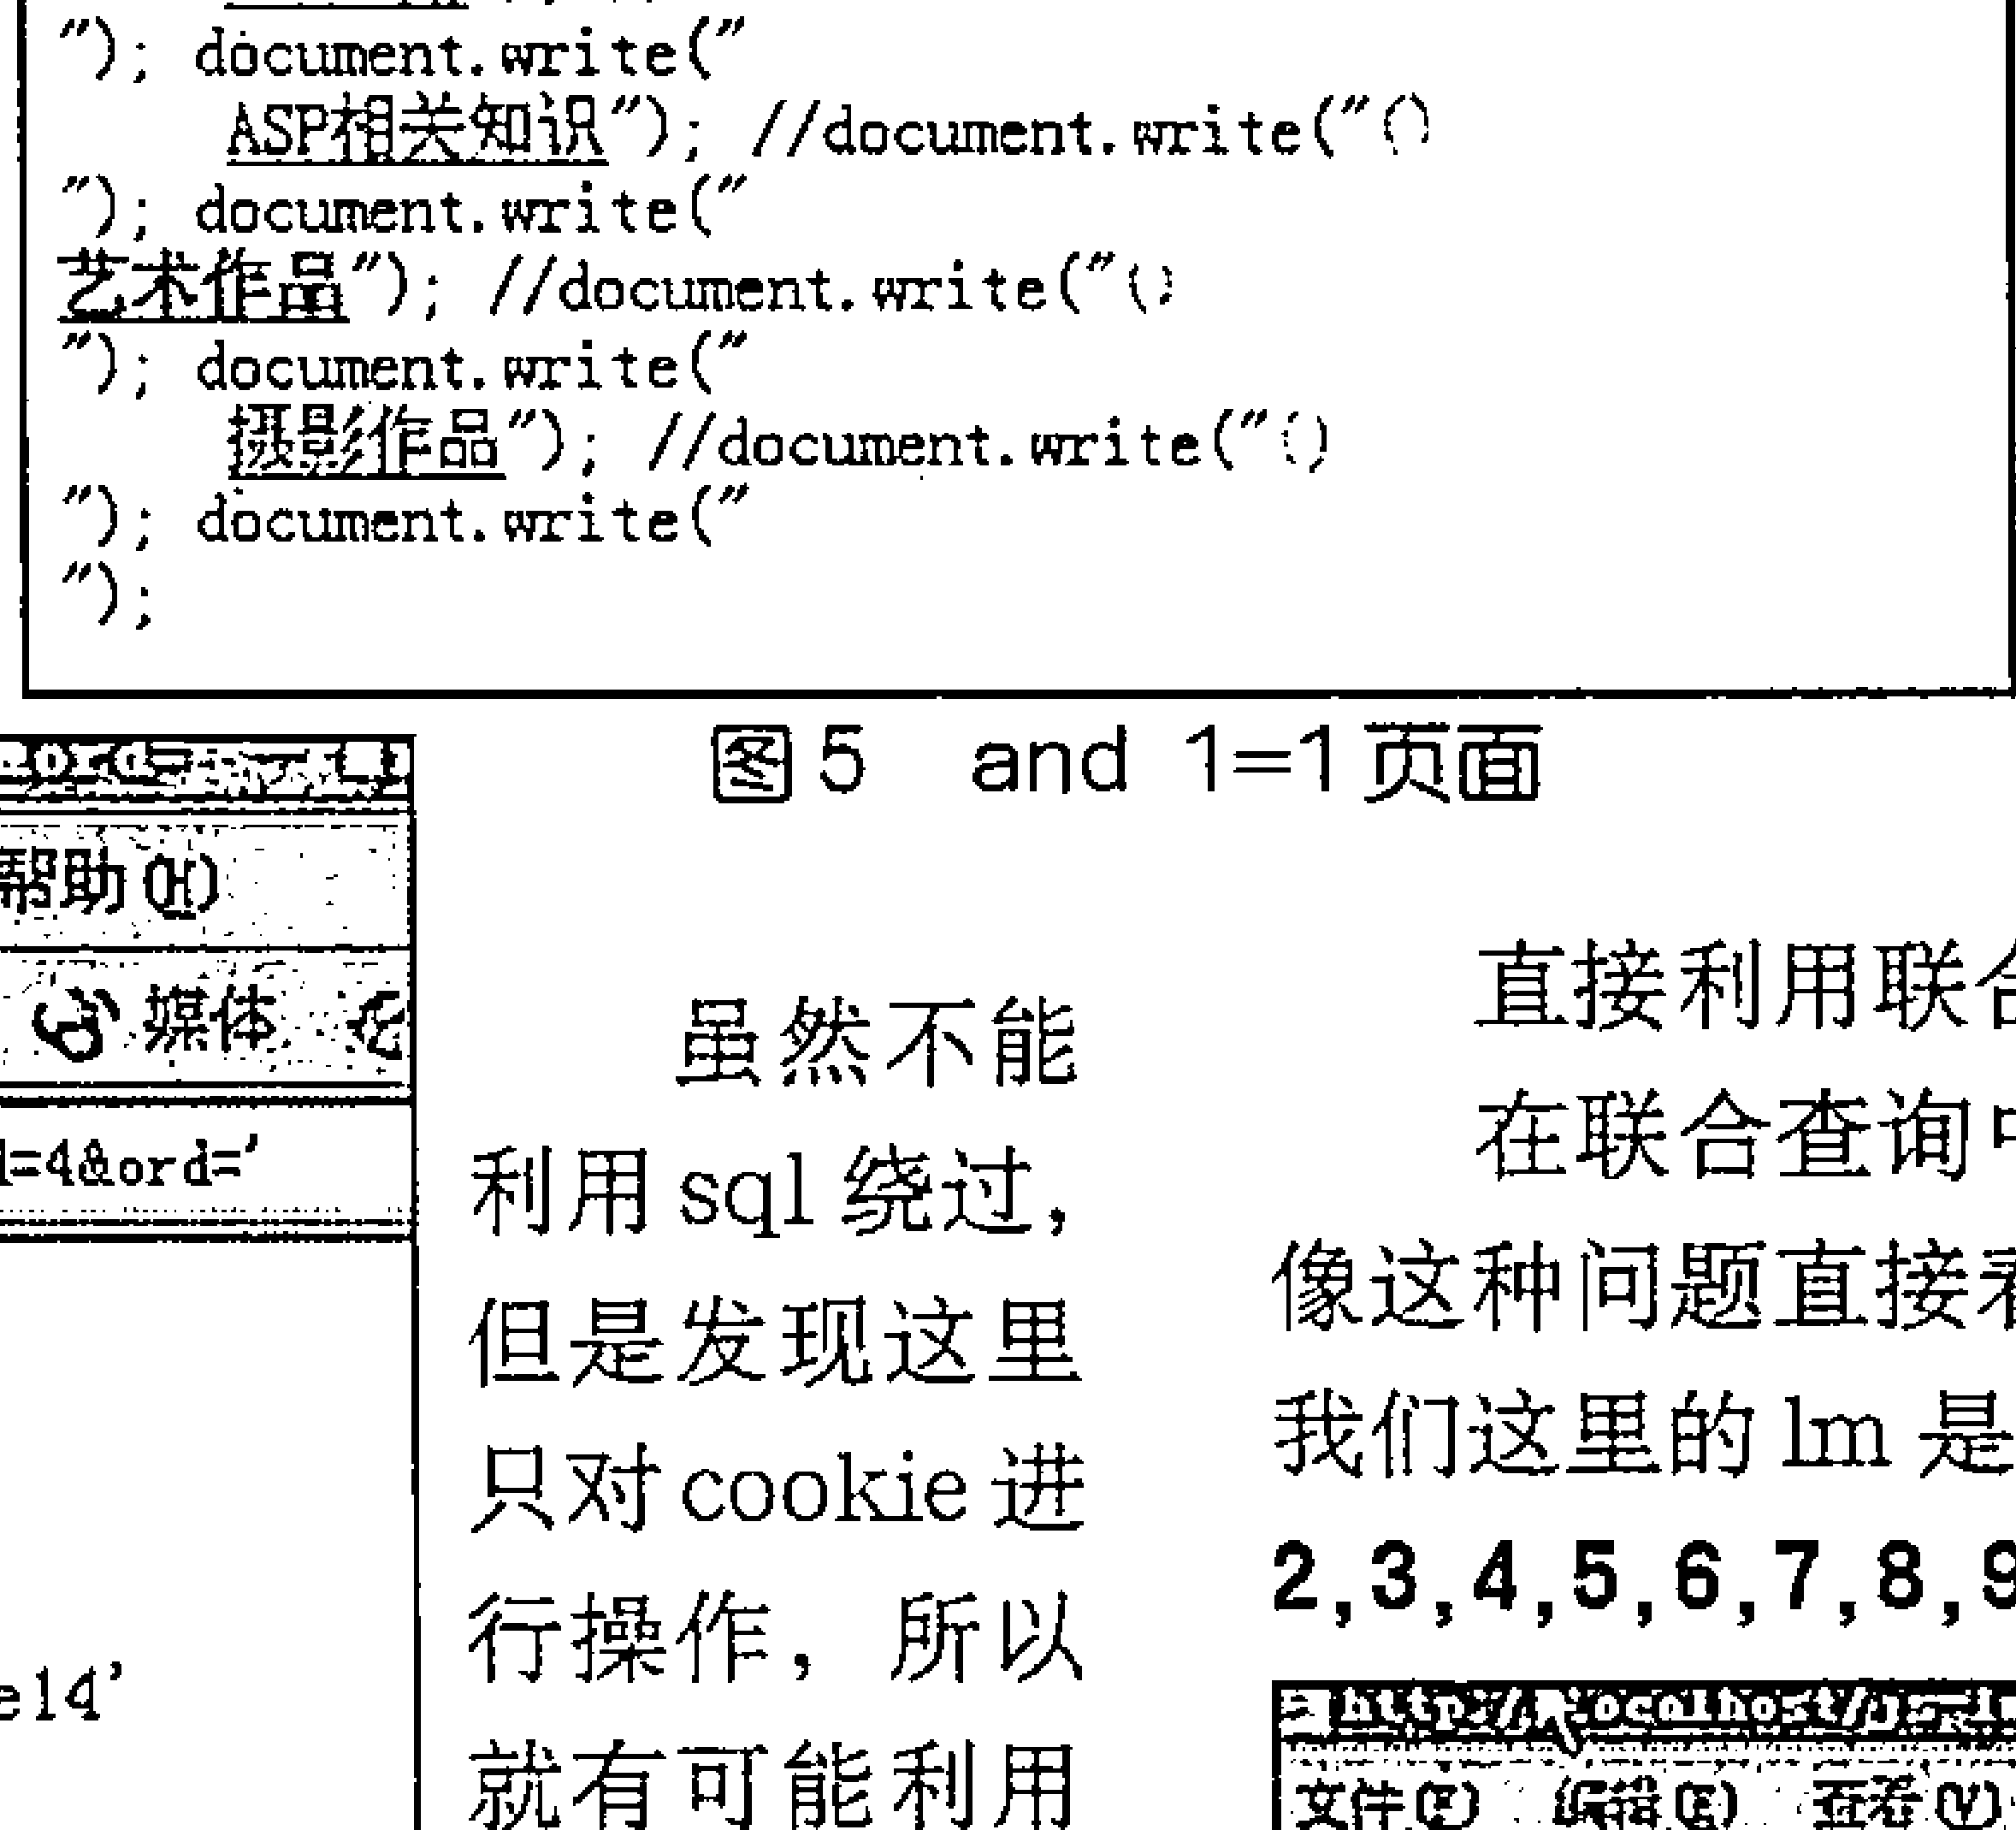 "); document.write("
ASP相关知识"); //document.write("()
"); document.write("
艺术作品"); //document.write("()
"); document.write("
摄影作品"); //document.write("()
"); document.write("
");
图5 and 1=1页面
帮助(H)
媒体
=4&ord='
e14'
虽然不能
利用sql绕过,
但是发现这里
只对cookie进
行操作，所以
就有可能利用
直接利用联合
在联合查询中
像这种问题直接看
我们这里的lm是
2,3,4,5,6,7,8,9
文件(F) 编辑(E) 查看(V)